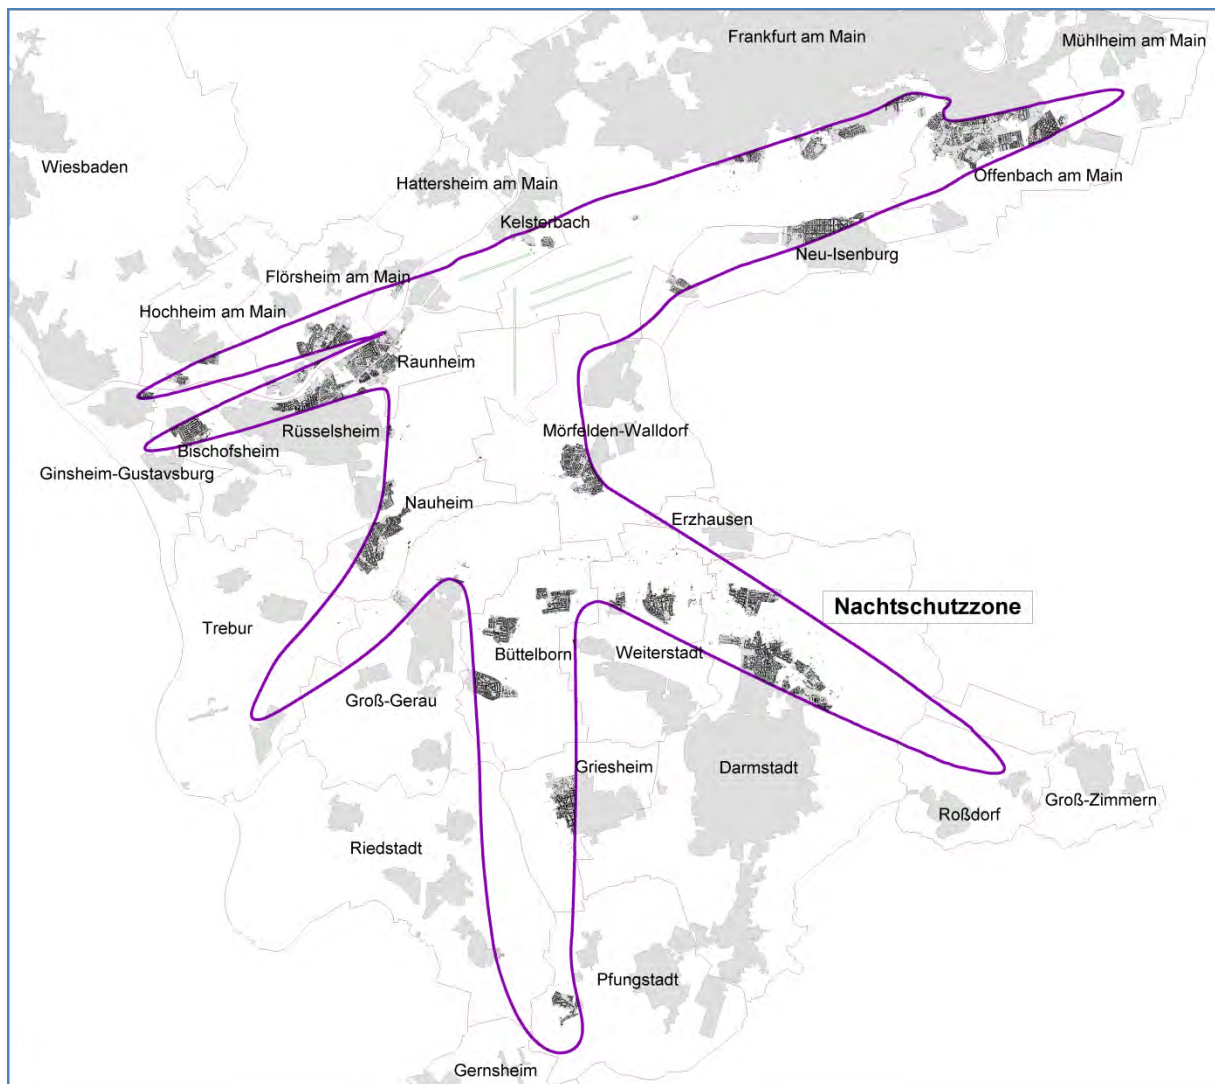 Frankfurt am Main
Mühlheim am Main
Wiesbaden
Hattersheim am Main
Offenbach am Main
Kelsterbach
Neu-Isenburg
Flörsheim am Main
Hochheim am Main
Raunheim
Rüsselsheim
Mörfelden-Walldorf
Bischofsheim
Ginsheim-Gustavsburg
Nauheim
Erzhausen
Nachtschutzzone
Trebur
Büttelborn
Weiterstadt
Groß-Gerau
Griesheim
Darmstadt
Groß-Zimmern
Roßdorf
Riedstadt
Pfungstadt
Gernsheim